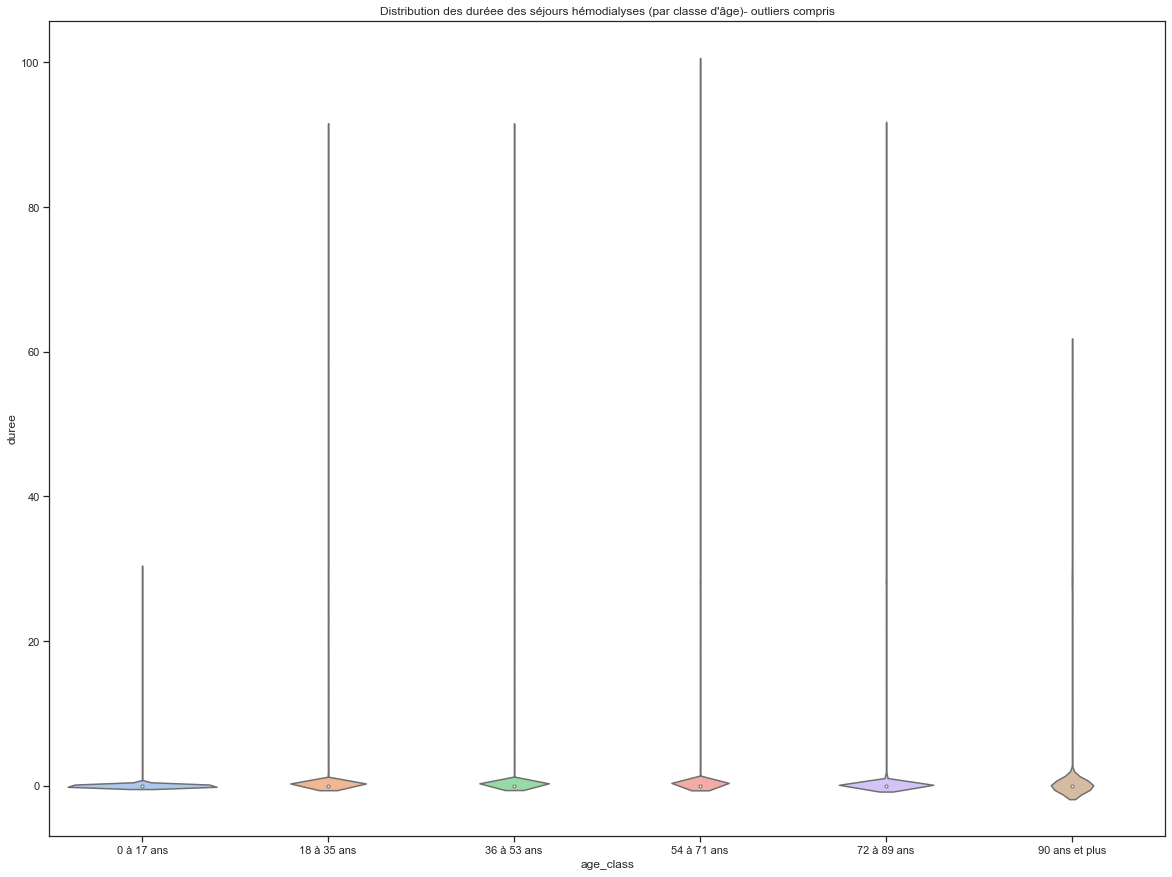 Distribution des duréee des séjours hémodialyses (par classe d'âge)- outliers compris
100
80
60
40
20
0
duree
0 à 17 ans
18 à 35 ans
36 à 53 ans
54 à 71 ans
72 à 89 ans
90 ans et plus
age_class